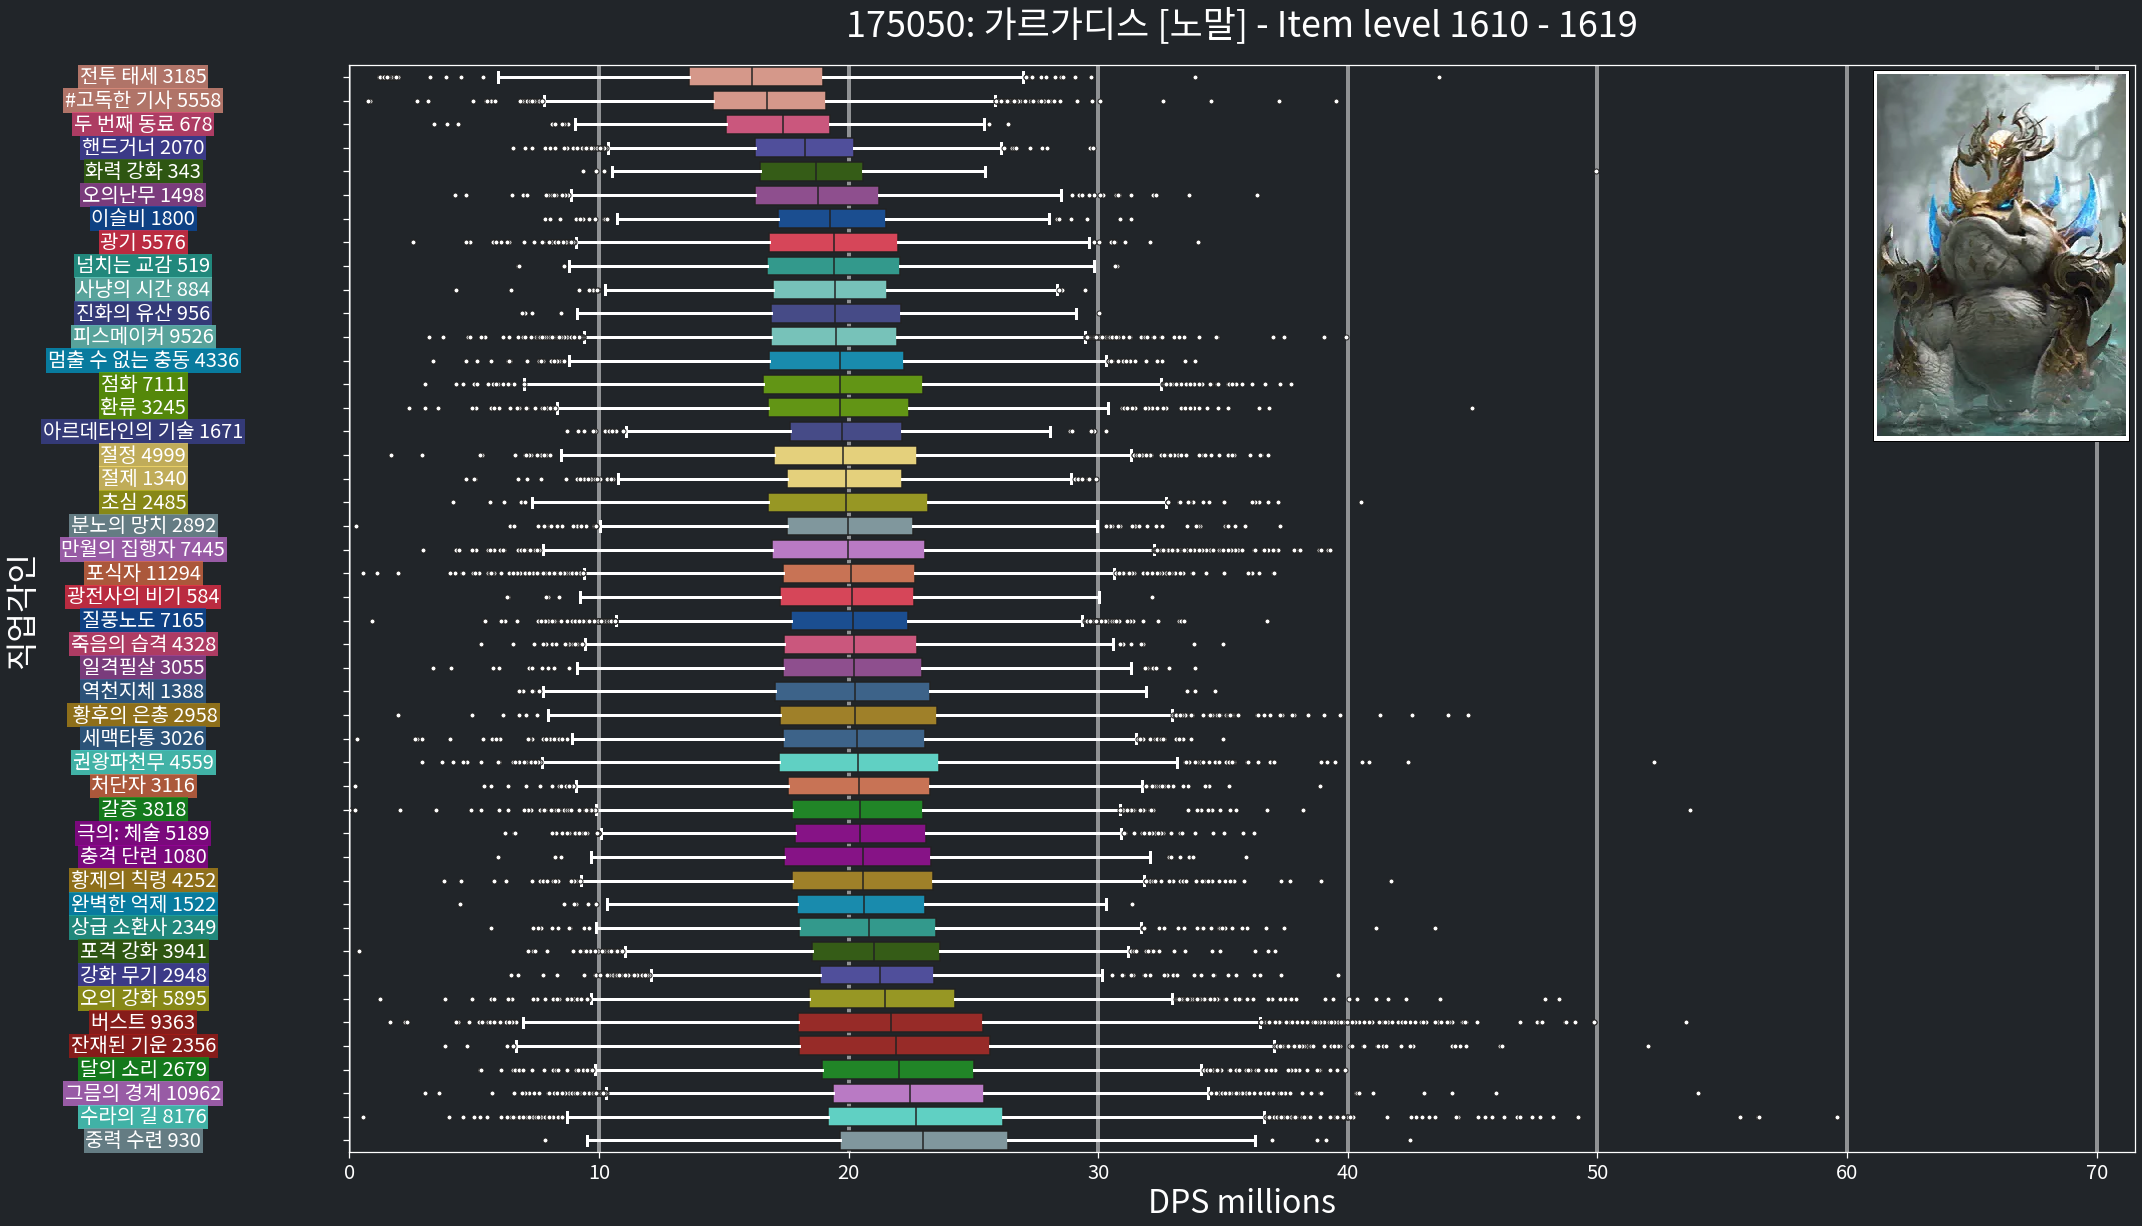 175050: 가르가디스 [노말] - Item level 1610 - 1619
전투 태세 3185
#고독한 기사 5558
두 번째 동료 678
핸드거너 2070
화력 강화 343
오의난무 1498
이슬비 1800
광기 5576
넘치는 교감 519
사냥의 시간 884
진화의 유산 956
피스메이커 9526
멈출 수 없는 충동 4336
점화 7111
환류 3245
아르데타인의 기술 1671
절정 4999
절제 1340
초심 2485
분노의 망치 2892
만월의 집행자 7445
포식자 11294
광전사의 비기 584
질풍노도 7165
죽음의 습격 4328
일격필살 3055
역천지체 1388
황후의 은총 2958
세맥타통 3026
권왕파천무 4559
처단자 3116
갈증 3818
극의: 체술 5189
충격 단련 1080
황제의 칙령 4252
완벽한 억제 1522
상급 소환사 2349
포격 강화 3941
강화 무기 2948
오의 강화 5895
버스트 9363
잔재된 기운 2356
달의 소리 2679
그믐의 경계 10962
수라의 길 8176
중력 수련 930
직업각인
0 10 20 30 40 50 60 70
DPS millions